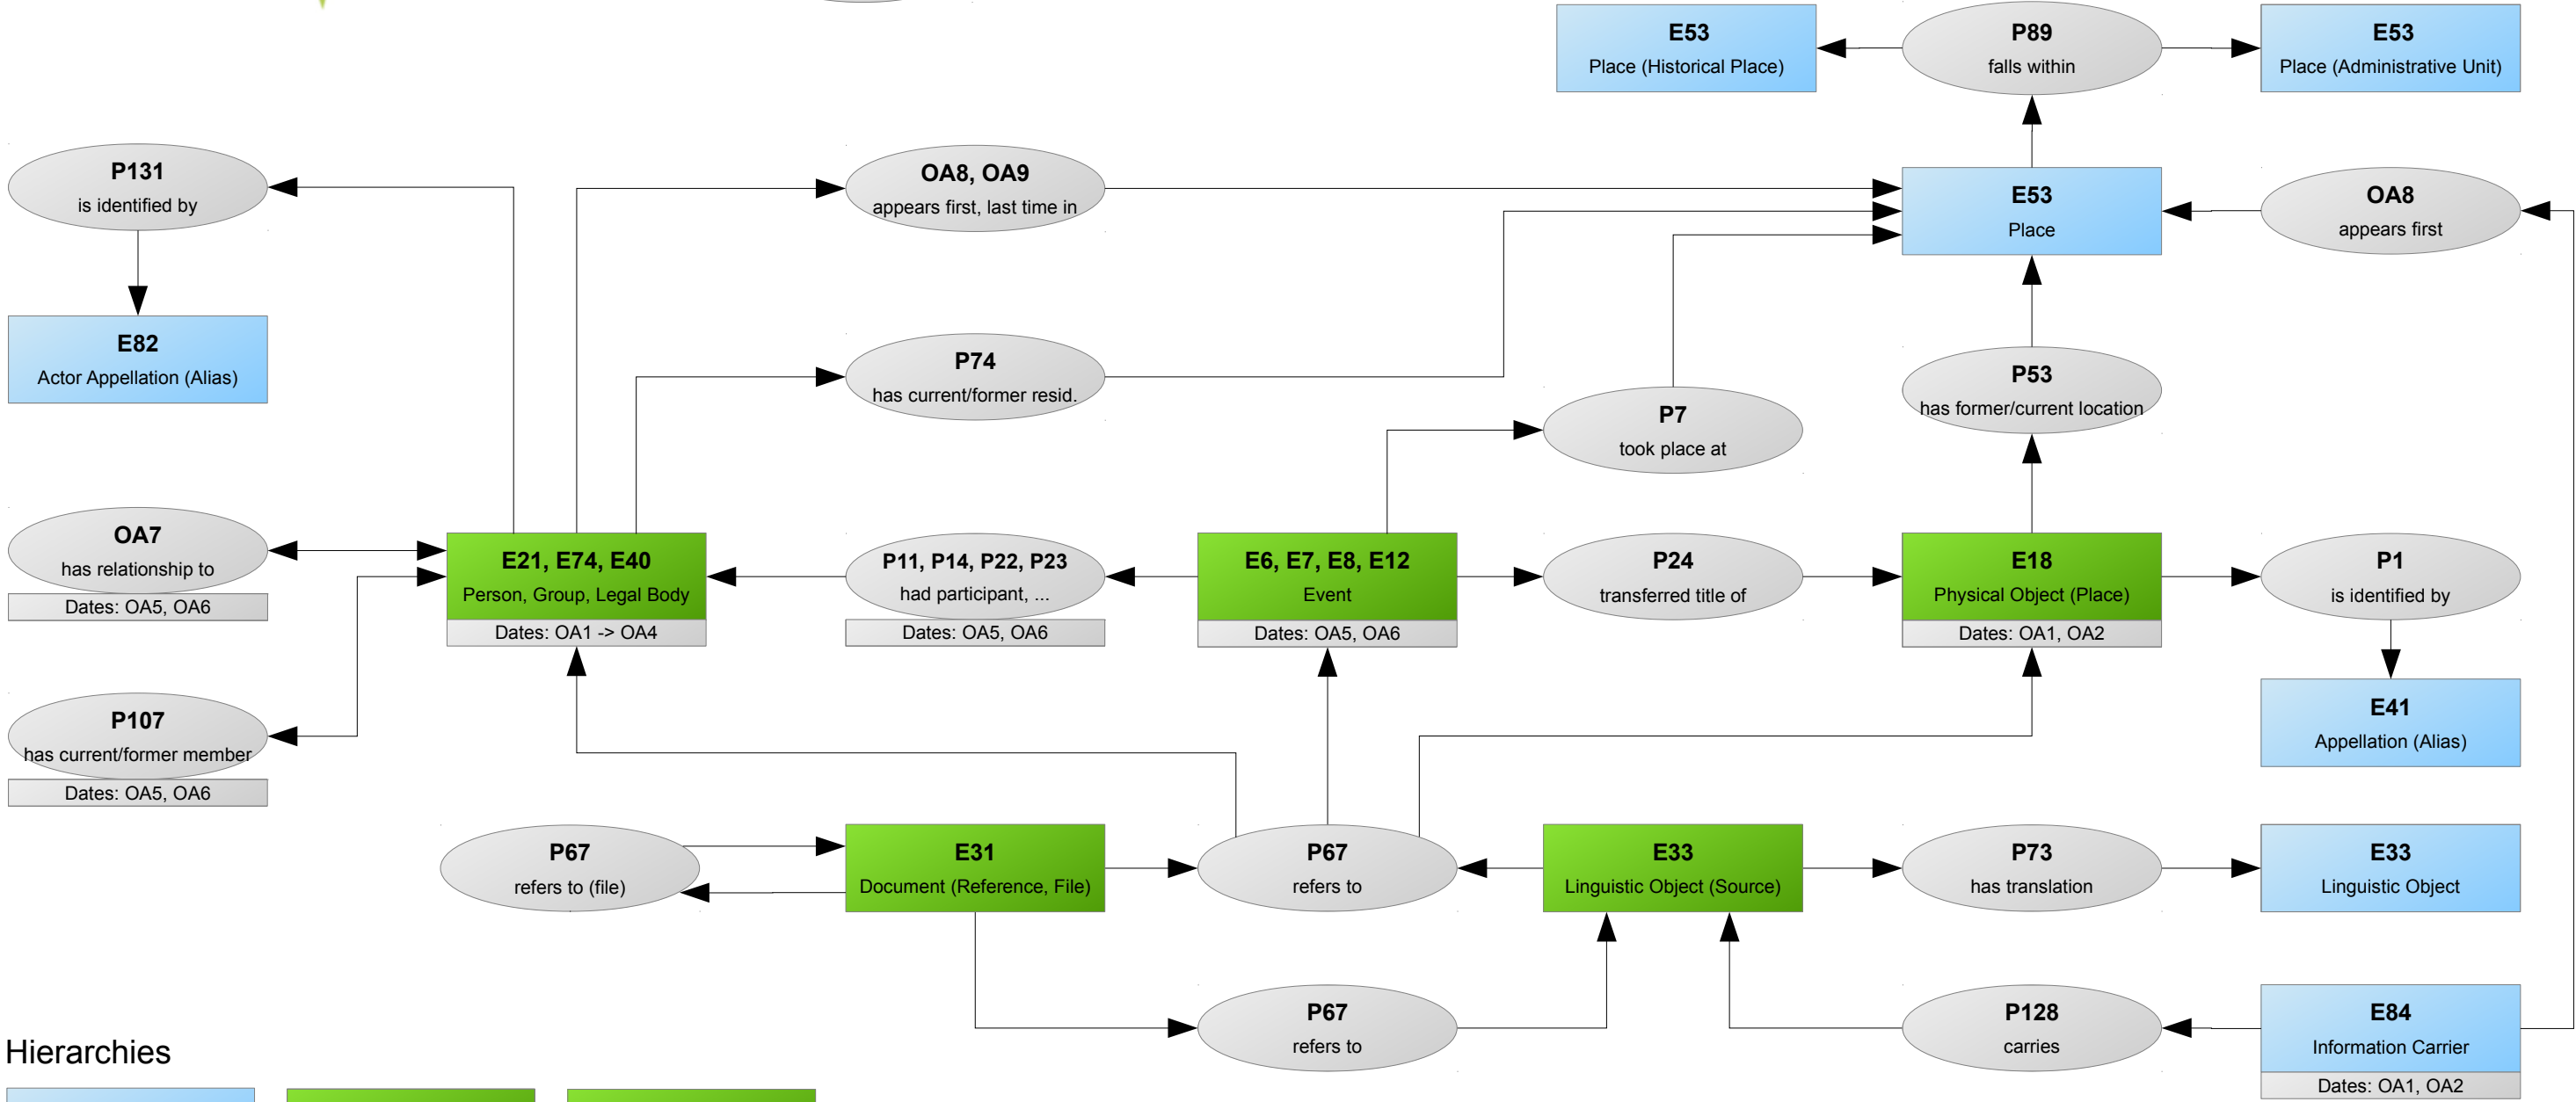 E53
Place (Historical Place)
P89
falls within
E53
Place (Administrative Unit)
P131
is identified by
OA8, OA9
appears first, last time in
E53
Place
OA8
appears first
E82
Actor Appellation (Alias)
P74
has current/former resid.
P53
has former/current location
P7
took place at
OA7
has relationship to
Dates: OA5, OA6
E21, E74, E40
Person, Group, Legal Body
Dates: OA1 -> OA4
P11, P14, P22, P23
had participant, ...
Dates: OA5, OA6
E6, E7, E8, E12
Event
Dates: OA5, OA6
P24
transferred title of
E18
Physical Object (Place)
Dates: OA1, OA2
P1
is identified by
P107
has current/former member
Dates: OA5, OA6
E41
Appellation (Alias)
P67
refers to (file)
E31
Document (Reference, File)
P67
refers to
E33
Linguistic Object (Source)
P73
has translation
E33
Linguistic Object
P67
refers to
P128
carries
E84
Information Carrier
Dates: OA1, OA2
Hierarchies